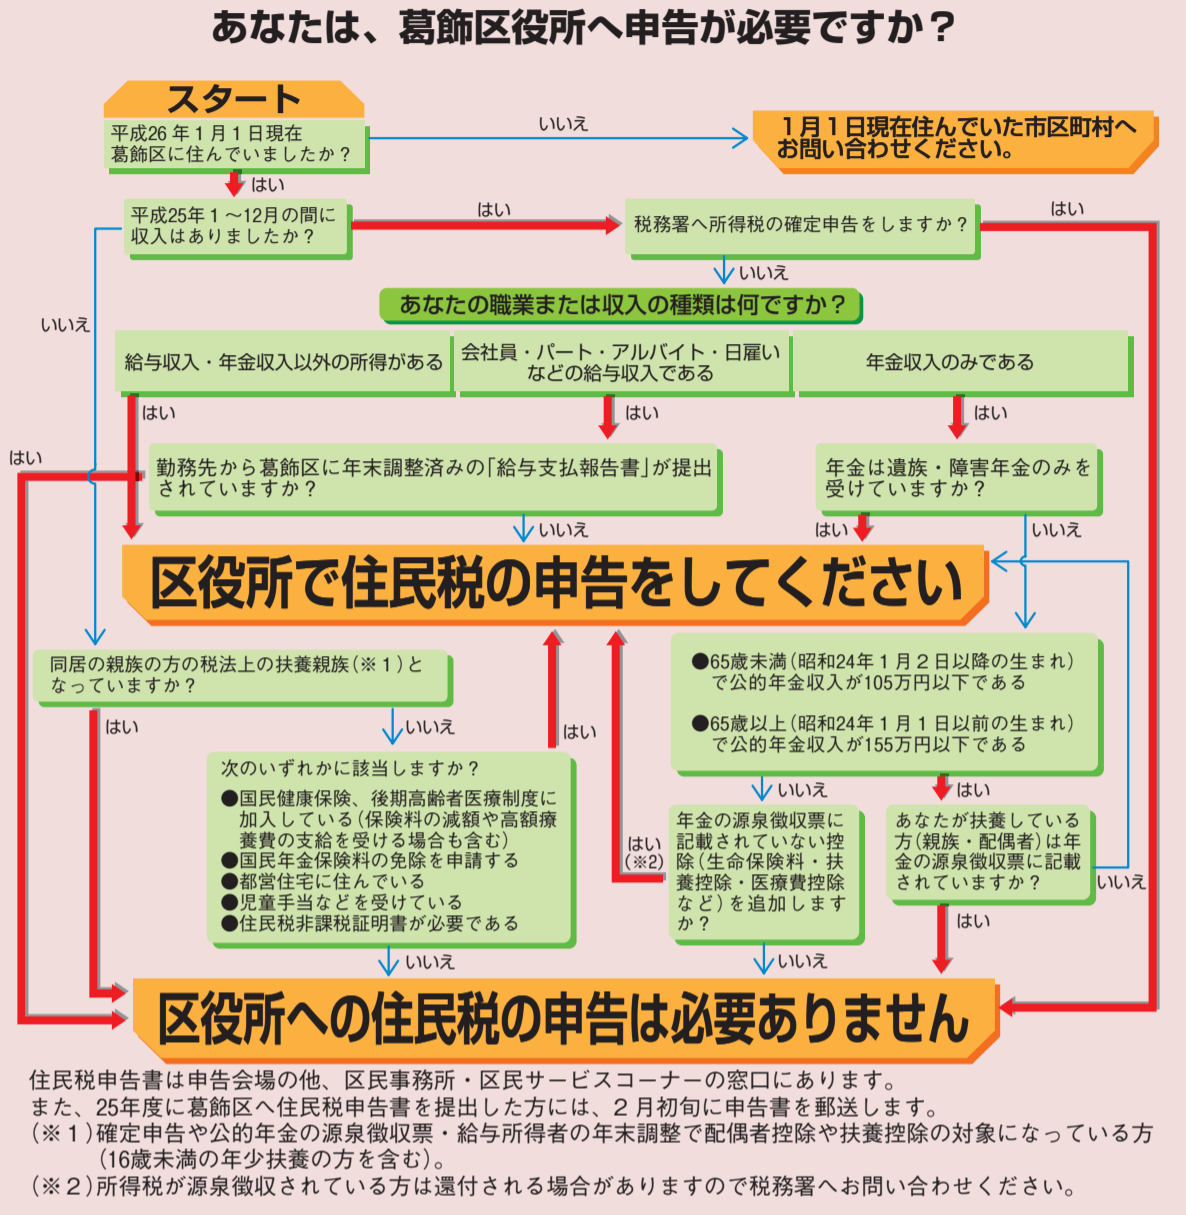 あなたは、葛飾区役所へ申告が必要ですか？
スタート
平成26年１月１日現在
葛飾区に住んでいましたか？
いいえ
１月１日現在住んでいた市区町村へ
お問い合わせください。
はい
平成25年１～12月の間に
収入はありましたか？
はい
税務署へ所得税の確定申告をしますか？
はい
いいえ
いいえ
あなたの職業または収入の種類は何ですか？
給与収入・年金収入以外の所得がある
会社員・パート・アルバイト・日雇い
などの給与収入である
年金収入のみである
はい
はい
はい
はい
勤務先から葛飾区に年末調整済みの「給与支払報告書」が提出
されていますか？
年金は遺族・障害年金のみを
受けていますか？
いいえ
はい
いいえ
区役所で住民税の申告をしてください
同居の親族の方の税法上の扶養親族（※１）と
なっていますか？
●65歳未満（昭和24年１月２日以降の生まれ）
で公的年金収入が105万円以下である
●65歳以上（昭和24年１月１日以前の生まれ）
で公的年金収入が155万円以下である
はい
いいえ
はい
次のいずれかに該当しますか？
●国民健康保険、後期高齢者医療制度に
加入している（保険料の減額や高額療
養費の支給を受ける場合も含む）
●国民年金保険料の免除を申請する
●都営住宅に住んでいる
●児童手当などを受けている
●住民税非課税証明書が必要である
いいえ
はい
年金の源泉徴収票に
記載されていない控
除（生命保険料・扶
養控除・医療費控除
など）を追加します
か？
はい
（※2）
あなたが扶養している
方（親族・配偶者）は年
金の源泉徴収票に記載
されていますか？
いいえ
いいえ
いいえ
はい
区役所への住民税の申告は必要ありません
住民税申告書は申告会場の他、区民事務所・区民サービスコーナーの窓口にあります。
また、25年度に葛飾区へ住民税申告書を提出した方には、２月初旬に申告書を郵送します。
（※１）確定申告や公的年金の源泉徴収票・給与所得者の年末調整で配偶者控除や扶養控除の対象になっている方
（16歳未満の年少扶養の方を含む）。
（※２）所得税が源泉徴収されている方は還付される場合がありますので税務署へお問い合わせください。